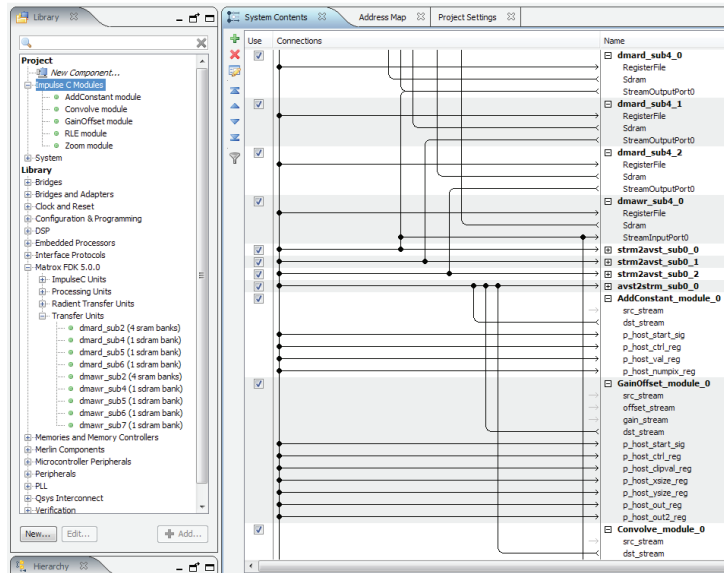 Library
Project
New Component...
Impulse C Modules
AddConstant module
Convolve module
GainOffset module
RLE module
Zoom module
System
Library
Bridges
Bridges and Adapters
Clock and Reset
Configuration & Programming
DSP
Embedded Processors
Interface Protocols
Matrox FDK 5.0.0
ImpulseC Units
Processing Units
Radient Transfer Units
Transfer Units
dmard_sub2 (4 sram banks)
dmard_sub4 (1 sdram bank)
dmard_sub5 (1 sdram bank)
dmard_sub6 (1 sdram bank)
dmawr_sub2 (4 sram banks)
dmawr_sub4 (1 sdram bank)
dmawr_sub5 (1 sdram bank)
dmawr_sub6 (1 sdram bank)
dmawr_sub7 (1 sdram bank)
Memories and Memory Controllers
Merlin Components
Microcontroller Peripherals
Peripherals
PLL
Qsys Interconnect
Verification
New... Edit... Add...
Hierarchy
System Contents Address Map Project Settings
Use Connections Name
dmard_sub4_0
RegisterFile
Sdram
StreamOutputPort0
dmard_sub4_1
RegisterFile
Sdram
StreamOutputPort0
dmard_sub4_2
RegisterFile
Sdram
StreamOutputPort0
dmawr_sub4_0
RegisterFile
Sdram
StreamInputPort0
strm2avst_sub0_0
strm2avst_sub0_1
strm2avst_sub0_2
avst2strm_sub0_0
AddConstant_module_0
src_stream
dst_stream
p_host_start_sig
p_host_ctrl_reg
p_host_val_reg
p_host_numpix_reg
GainOffset_module_0
src_stream
offset_stream
gain_stream
dst_stream
p_host_start_sig
p_host_ctrl_reg
p_host_clipval_reg
p_host_xsize_reg
p_host_ysize_reg
p_host_out_reg
p_host_out2_reg
Convolve_module_0
src_stream
dst_stream